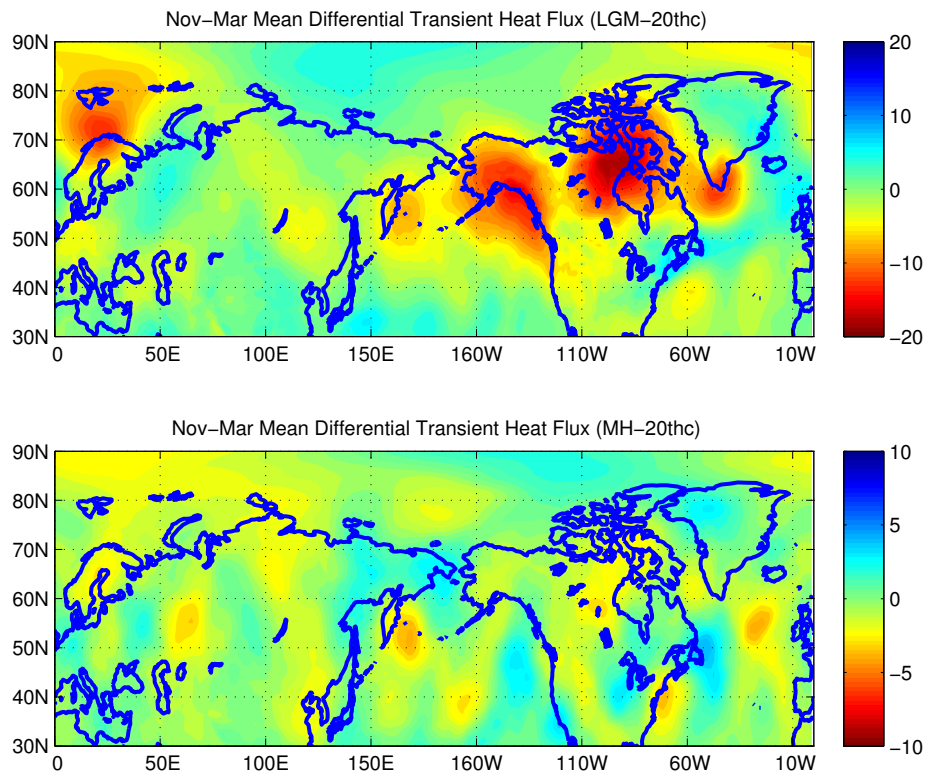 Nov−Mar Mean Differential Transient Heat Flux (LGM−20thc)
90N
80N
70N
60N
50N
40N
30N
0 50E 100E 150E 160W 110W 60W 10W
20
10
0
−10
−20
Nov−Mar Mean Differential Transient Heat Flux (MH−20thc)
90N
80N
70N
60N
50N
40N
30N
0 50E 100E 150E 160W 110W 60W 10W
10
5
0
−5
−10